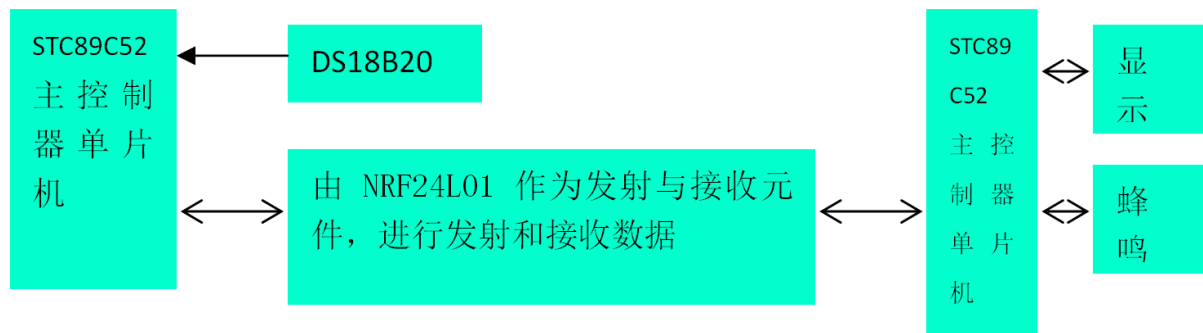 STC89C52
主控制
器单片
机
DS18B20
由 NRF24L01 作为发射与接收元
件，进行发射和接收数据
STC89
C52
主控
制器
单片
机
显
示
蜂
鸣